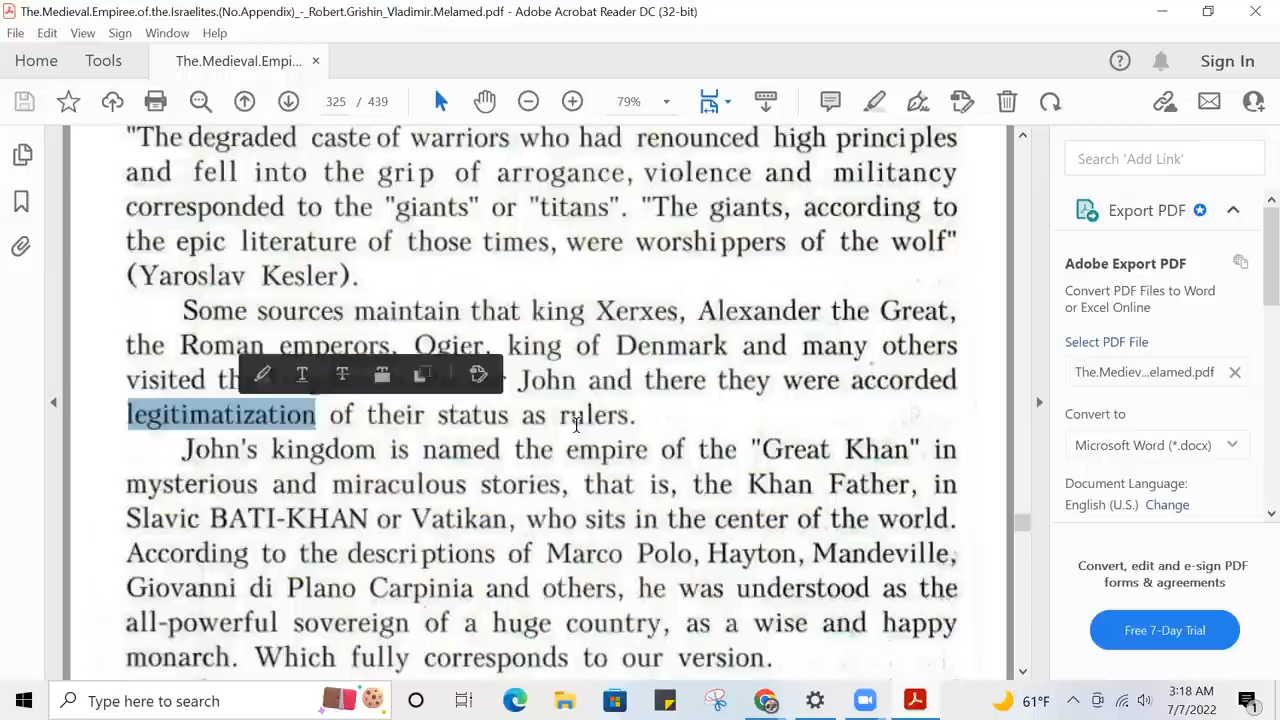 The.Medieval.Empiree.of.the.Israelites.(No.Appendix)_-_Robert.Grishin_Vladimir.Melamed.pdf - Adobe Acrobat Reader DC (32-bit)
File Edit View Sign Window Help
Home Tools The.Medieval.Empi... × Sign In
325 / 439 79%
"The degraded caste of warriors who had renounced high principles
and fell into the grip of arrogance, violence and militancy
corresponded to the "giants" or "titans". "The giants, according to
the epic literature of those times, were worshippers of the wolf"
(Yaroslav Kesler).
Some sources maintain that king Xerxes, Alexander the Great,
the Roman emperors, Ogier, king of Denmark and many others
visited John and there they were accorded
legitimatization of their status as rulers.
John's kingdom is named the empire of the "Great Khan" in
mysterious and miraculous stories, that is, the Khan Father, in
Slavic BATI-KHAN or Vatikan, who sits in the center of the world.
According to the descriptions of Marco Polo, Hayton, Mandeville,
Giovanni di Plano Carpinia and others, he was understood as the
all-powerful sovereign of a huge country, as a wise and happy
monarch. Which fully corresponds to our version.
Search 'Add Link'
Export PDF
Adobe Export PDF
Convert PDF Files to Word
or Excel Online
Select PDF File
The.Mediev...elamed.pdf
Convert to
Microsoft Word (*.docx)
Document Language:
English (U.S.) Change
Convert, edit and e-sign PDF
forms & agreements
Free 7-Day Trial
Type here to search
61°F
3:18 AM
7/7/2022
1